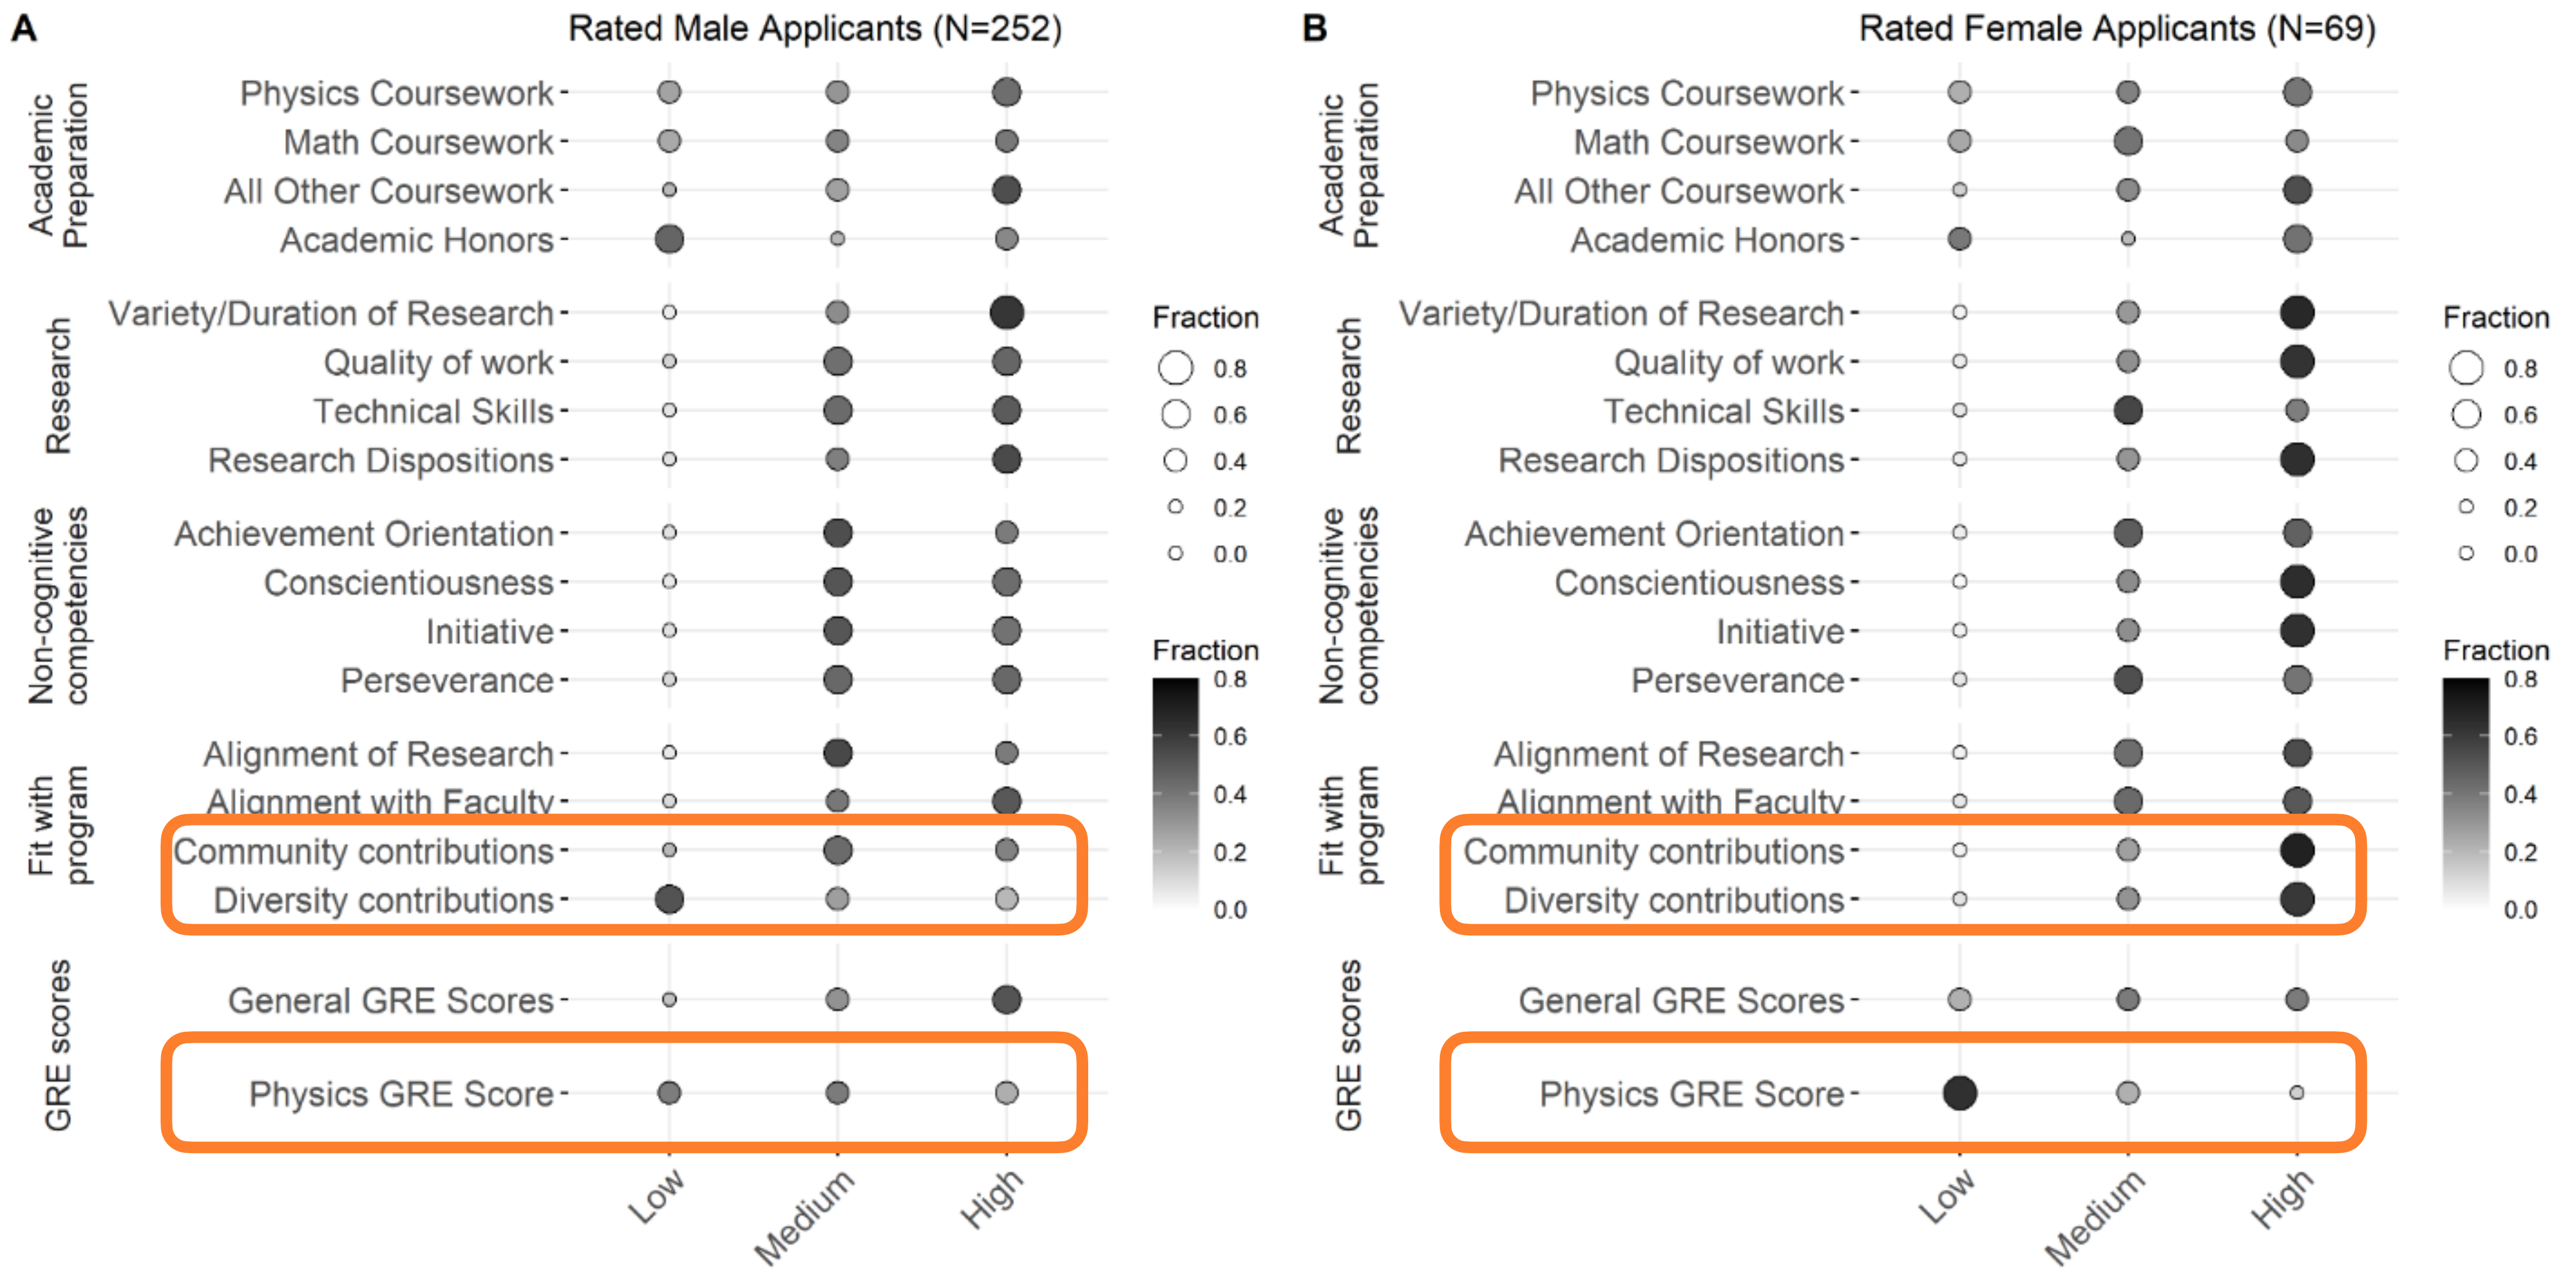 A
Rated Male Applicants (N=252)
Academic
Preparation
Physics Coursework
Math Coursework
All Other Coursework
Academic Honors
Research
Variety/Duration of Research
Quality of work
Technical Skills
Research Dispositions
Non-cognitive
competencies
Achievement Orientation
Conscientiousness
Initiative
Perseverance
Fit with
program
Alignment of Research
Alignment with Faculty
Community contributions
Diversity contributions
GRE scores
General GRE Scores
Physics GRE Score
Low
Medium
High
Fraction
0.8
0.6
0.4
0.2
0.0
Fraction
0.8
0.6
0.4
0.2
0.0
B
Rated Female Applicants (N=69)
Academic
Preparation
Physics Coursework
Math Coursework
All Other Coursework
Academic Honors
Research
Variety/Duration of Research
Quality of work
Technical Skills
Research Dispositions
Non-cognitive
competencies
Achievement Orientation
Conscientiousness
Initiative
Perseverance
Fit with
program
Alignment of Research
Alignment with Faculty
Community contributions
Diversity contributions
GRE scores
General GRE Scores
Physics GRE Score
Low
Medium
High
Fraction
0.8
0.6
0.4
0.2
0.0
Fraction
0.8
0.6
0.4
0.2
0.0